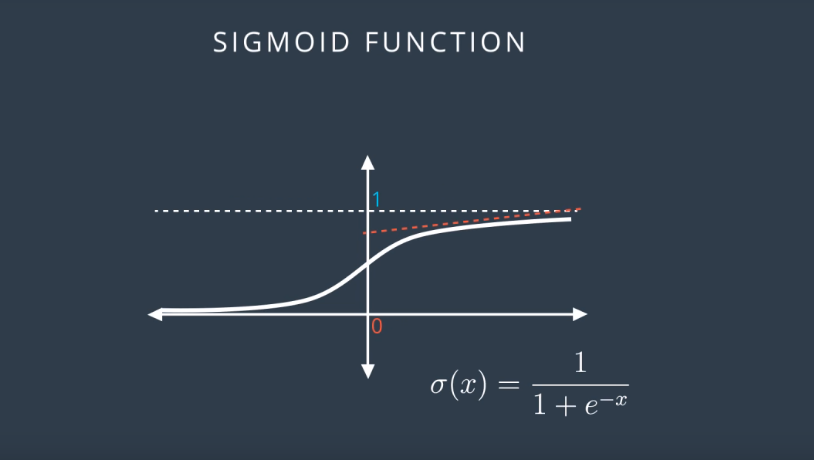 SIGMOID FUNCTION
1
0
σ(x) = 1 / (1 + e^{-x})